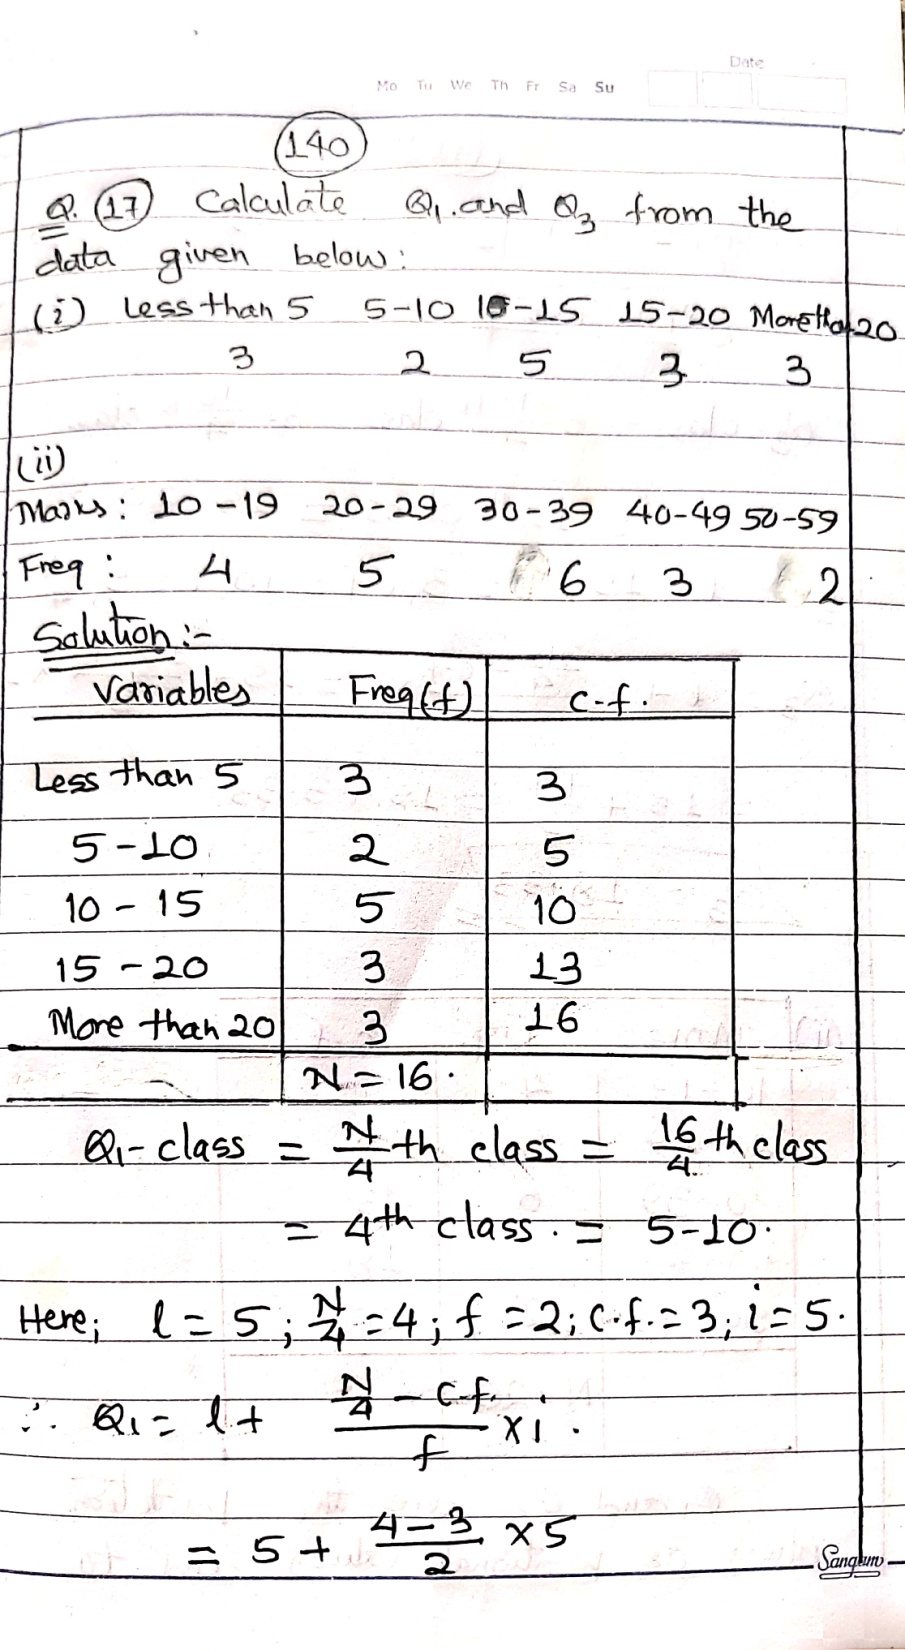 Date
Mo Tu We Th Fr Sa Su
140
Q. 17 Calculate Q1 and Q3 from the
data given below:
(i) Less than 5 5-10 10-15 15-20 More than 20
3 2 5 3 3
(ii)
Marks: 10-19 20-29 30-39 40-49 50-59
Freq: 4 5 6 3 2
Solution:-
Variables Freq(f) c.f.
Less than 5 3 3
5-10 2 5
10-15 5 10
15-20 3 13
More than 20 3 16
N=16.
Q1-class = N/4 th class = 16/4 th class
= 4th class. = 5-10.
Here; l=5; N/4=4; f=2; c.f.=3; i=5.
∴ Q1= l+ (N/4 - c.f.)/f ×i.
= 5+ (4-3)/2 ×5
Sangam